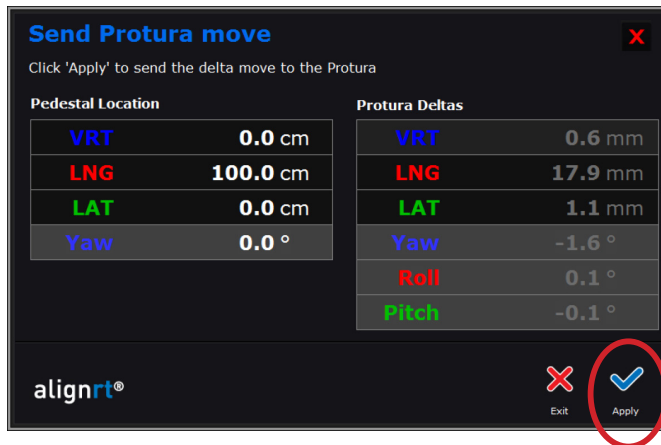 Send Protura move
X
Click 'Apply' to send the delta move to the Protura
Pedestal Location
VRT 0.0 cm
LNG 100.0 cm
LAT 0.0 cm
Yaw 0.0 °
Protura Deltas
VRT 0.6 mm
LNG 17.9 mm
LAT 1.1 mm
Yaw -1.6 °
Roll 0.1 °
Pitch -0.1 °
alignrt®
Exit
Apply